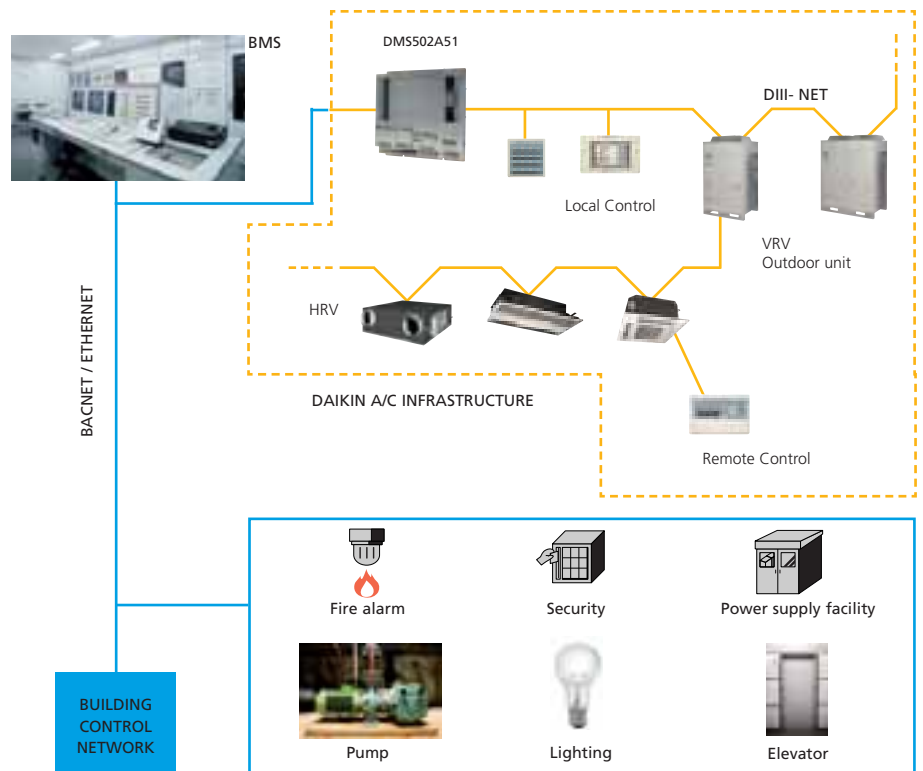 BMS
DMS502A51
DIII- NET
Local Control
VRV
Outdoor unit
HRV
DAIKIN A/C INFRASTRUCTURE
Remote Control
BACNET / ETHERNET
Fire alarm
Security
Power supply facility
BUILDING
CONTROL
NETWORK
Pump
Lighting
Elevator